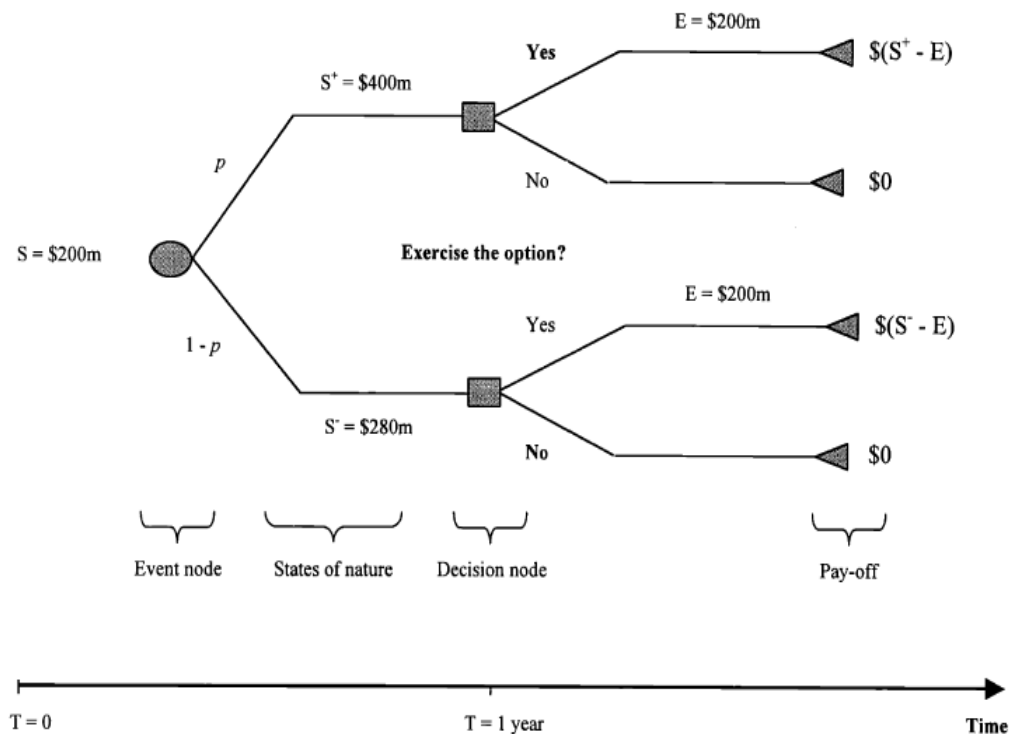 E = $200m
Yes
$(S⁺ - E)
S⁺ = $400m
p
No
$0
S = $200m
Exercise the option?
E = $200m
1 - p
Yes
$(S⁻ - E)
S⁻ = $280m
No
$0
Event node
States of nature
Decision node
Pay-off
T = 0
T = 1 year
Time